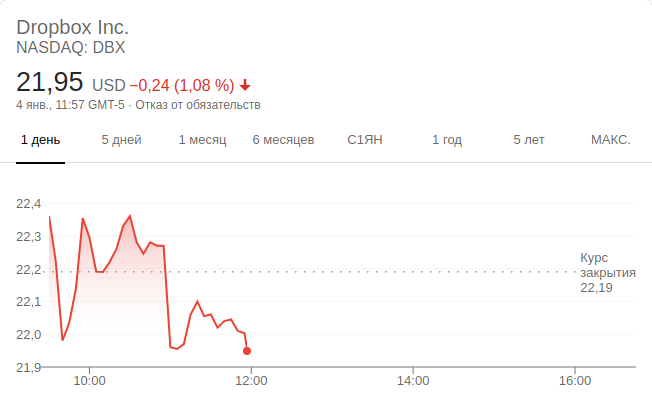 Dropbox Inc.
NASDAQ: DBX
21,95 USD −0,24 (1,08 %)
4 янв., 11:57 GMT-5 · Отказ от обязательств
1 день 5 дней 1 месяц 6 месяцев С1ЯН 1 год 5 лет МАКС.
22,4
22,3
Курс
22,2 закрытия
22,19
22,1
22,0
21,9
10:00 12:00 14:00 16:00